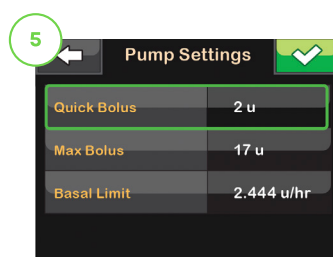 5
Pump Settings
Quick Bolus 2 u
Max Bolus 17 u
Basal Limit 2.444 u/hr